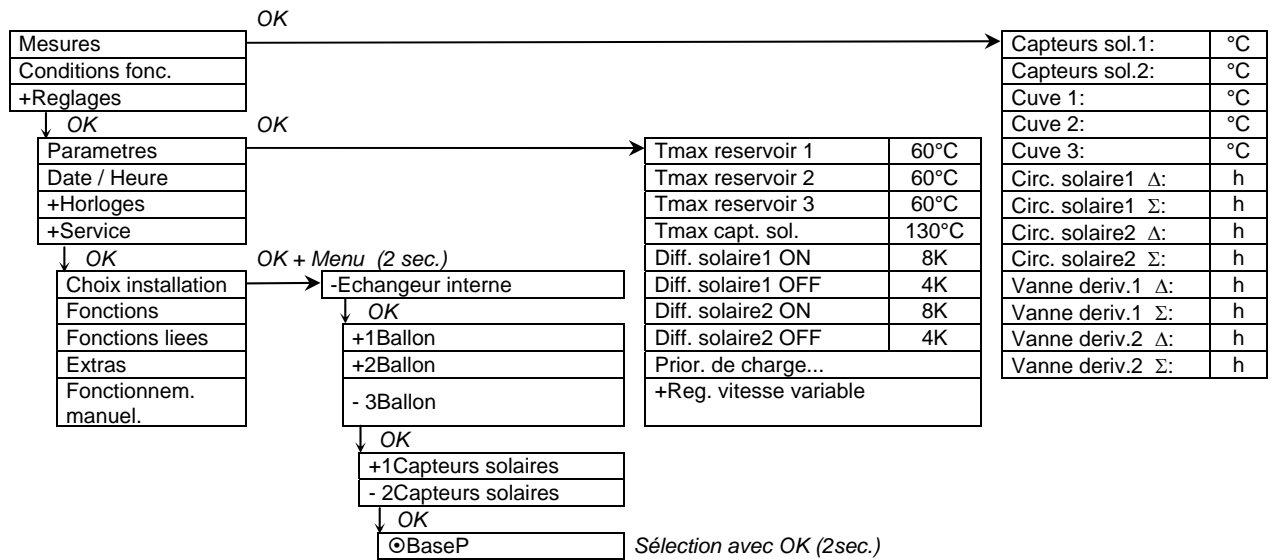 OK
Mesures
Conditions fonc.
+Reglages
OK
OK
Parametres
Date / Heure
+Horloges
+Service
OK
OK + Menu (2 sec.)
Choix installation
Fonctions
Fonctions liees
Extras
Fonctionnem.
manuel.
-Echangeur interne
OK
+1Ballon
+2Ballon
- 3Ballon
OK
+1Capteurs solaires
- 2Capteurs solaires
OK
⊙BaseP
Sélection avec OK (2sec.)
Tmax reservoir 1 60°C
Tmax reservoir 2 60°C
Tmax reservoir 3 60°C
Tmax capt. sol. 130°C
Diff. solaire1 ON 8K
Diff. solaire1 OFF 4K
Diff. solaire2 ON 8K
Diff. solaire2 OFF 4K
Prior. de charge...
+Reg. vitesse variable
Capteurs sol.1: °C
Capteurs sol.2: °C
Cuve 1: °C
Cuve 2: °C
Cuve 3: °C
Circ. solaire1 Δ: h
Circ. solaire1 Σ: h
Circ. solaire2 Δ: h
Circ. solaire2 Σ: h
Vanne deriv.1 Δ: h
Vanne deriv.1 Σ: h
Vanne deriv.2 Δ: h
Vanne deriv.2 Σ: h